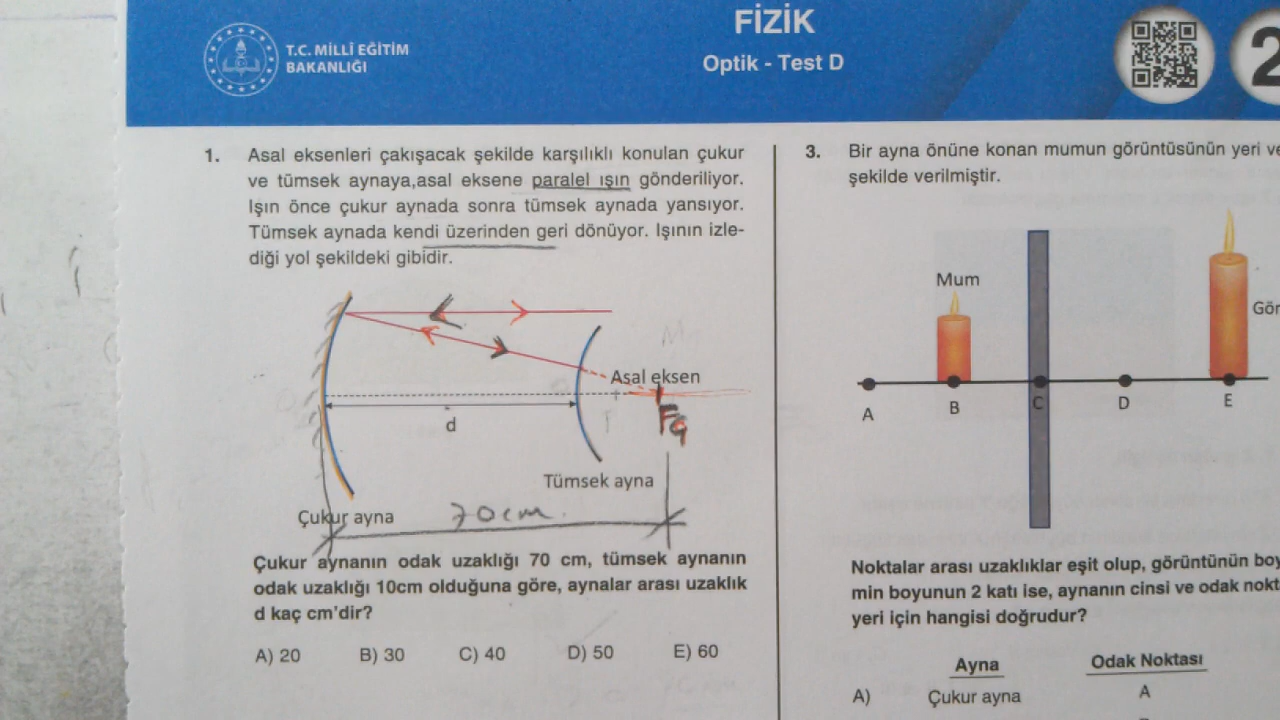 T.C. MİLLÎ EĞİTİM
BAKANLIĞI
FİZİK
Optik - Test D
2
1. Asal eksenleri çakışacak şekilde karşılıklı konulan çukur
ve tümsek aynaya,asal eksene paralel ışın gönderiliyor.
Işın önce çukur aynada sonra tümsek aynada yansıyor.
Tümsek aynada kendi üzerinden geri dönüyor. Işının izle-
diği yol şekildeki gibidir.
Asal eksen
d
Tümsek ayna
Çukur ayna
70cm.
Çukur aynanın odak uzaklığı 70 cm, tümsek aynanın
odak uzaklığı 10cm olduğuna göre, aynalar arası uzaklık
d kaç cm'dir?
A) 20 B) 30 C) 40 D) 50 E) 60
3. Bir ayna önüne konan mumun görüntüsünün yeri ve
şekilde verilmiştir.
Mum
Gör
A B C D E
Noktalar arası uzaklıklar eşit olup, görüntünün boy
min boyunun 2 katı ise, aynanın cinsi ve odak nokt
yeri için hangisi doğrudur?
Ayna Odak Noktası
A) Çukur ayna A